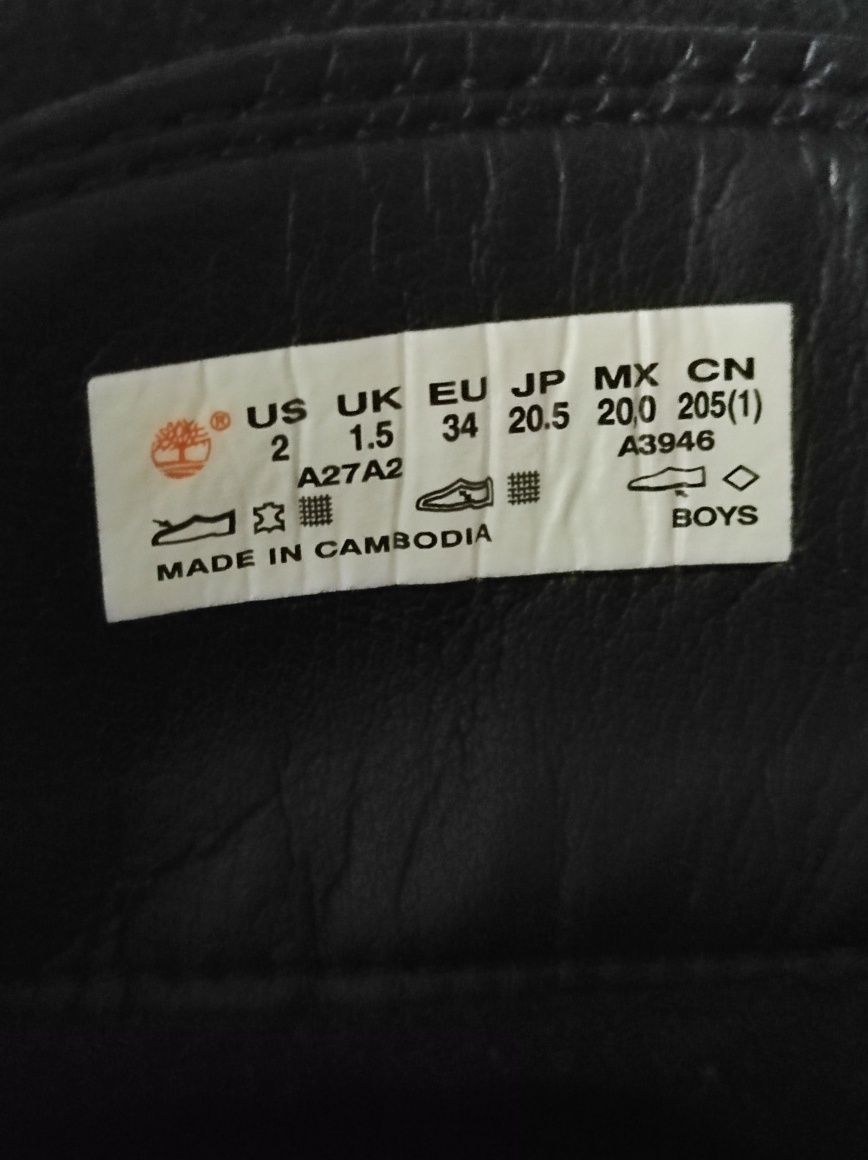 ® US UK EU JP MX CN
2 1.5 34 20.5 20,0 205(1)
A27A2 A3946
BOYS
MADE IN CAMBODIA